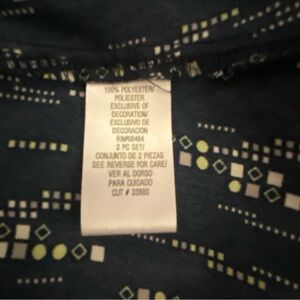 100% POLYESTER/
POLIESTER
EXCLUSIVE OF
DECORATION/
EXCLUSIVO DE
DECORACION
RN#66484
2 PC SET/
CONJUNTO DE 2 PIEZAS
SEE REVERSE FOR CARE/
VER AL DORSO
PARA CUIDADO
CUT # 33880